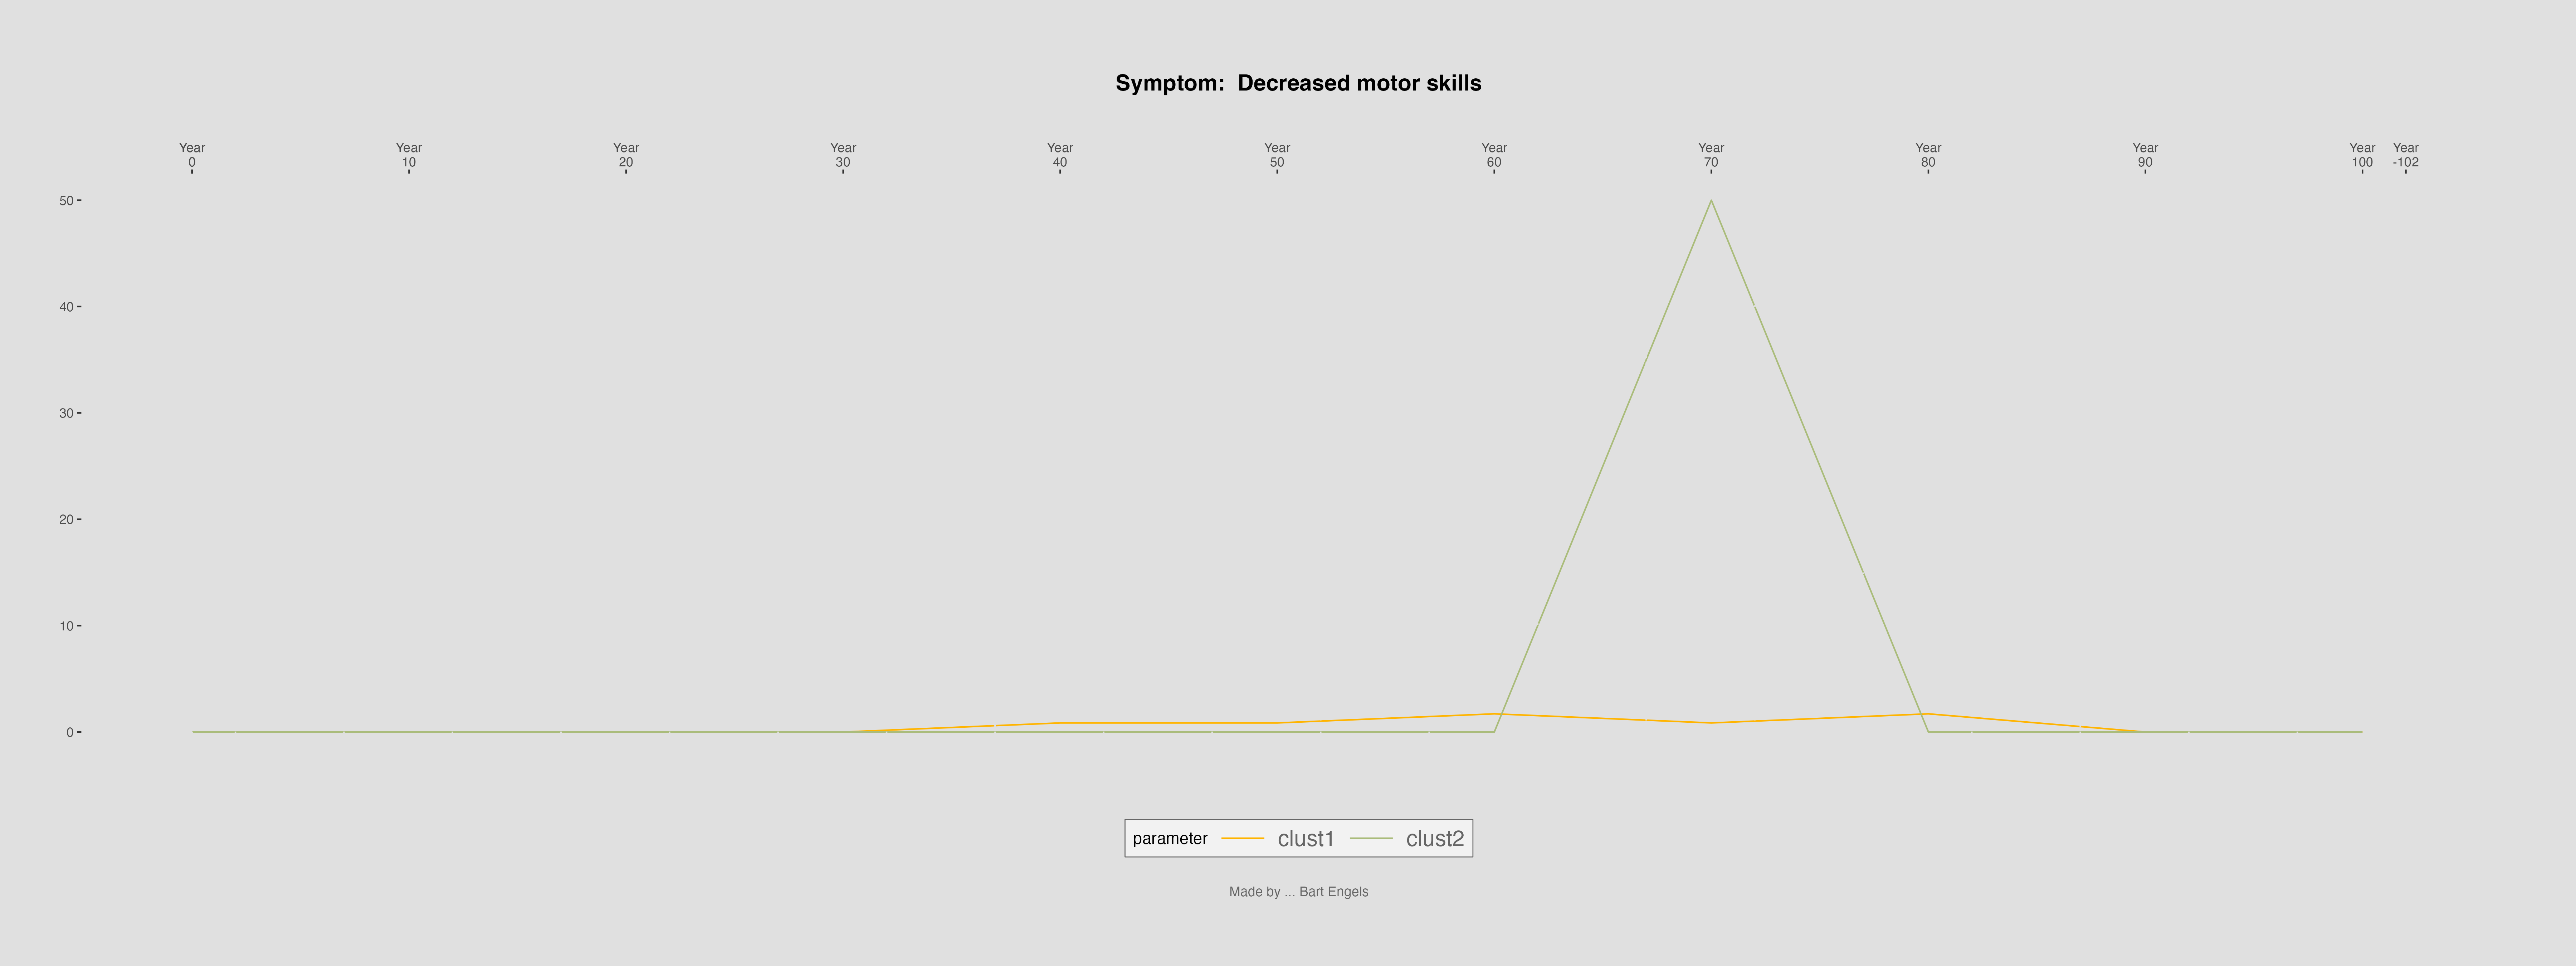 Symptom:  Decreased motor skills
Year Year Year Year Year Year Year Year Year Year Year Year
0 10 20 30 40 50 60 70 80 90 100 -102
50
40
30
20
10
0
parameter clust1 clust2
Made by ... Bart Engels